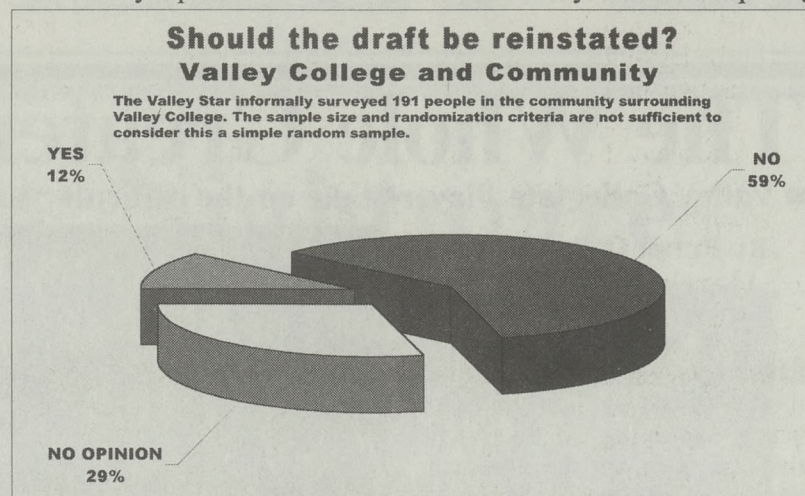 Should the draft be reinstated?
Valley College and Community
The Valley Star informally surveyed 191 people in the community surrounding
Valley College. The sample size and randomization criteria are not sufficient to
consider this a simple random sample.
YES
12%
NO
59%
NO OPINION
29%